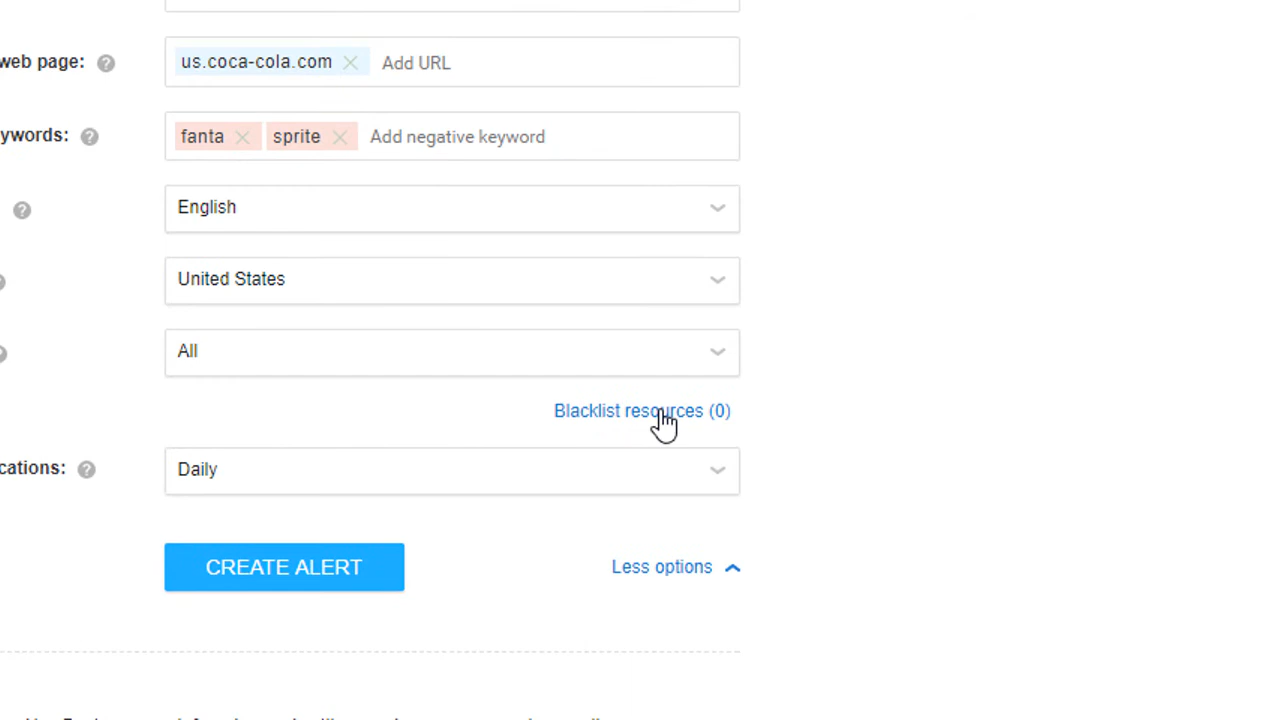 web page: us.coca-cola.com Add URL
ywords: fanta sprite Add negative keyword
English
United States
All
Blacklist resources (0)
cations: Daily
CREATE ALERT Less options